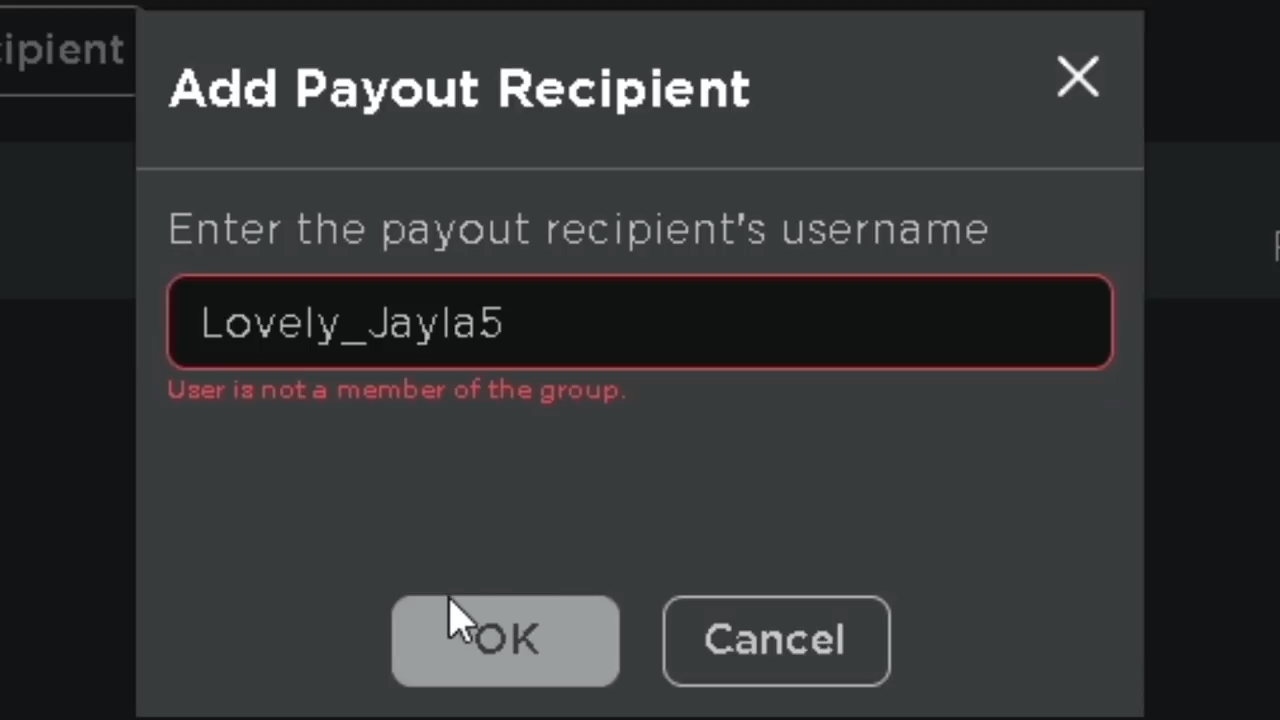 cipient
Add Payout Recipient
Enter the payout recipient's username
Lovely_Jayla5
User is not a member of the group.
OK
Cancel